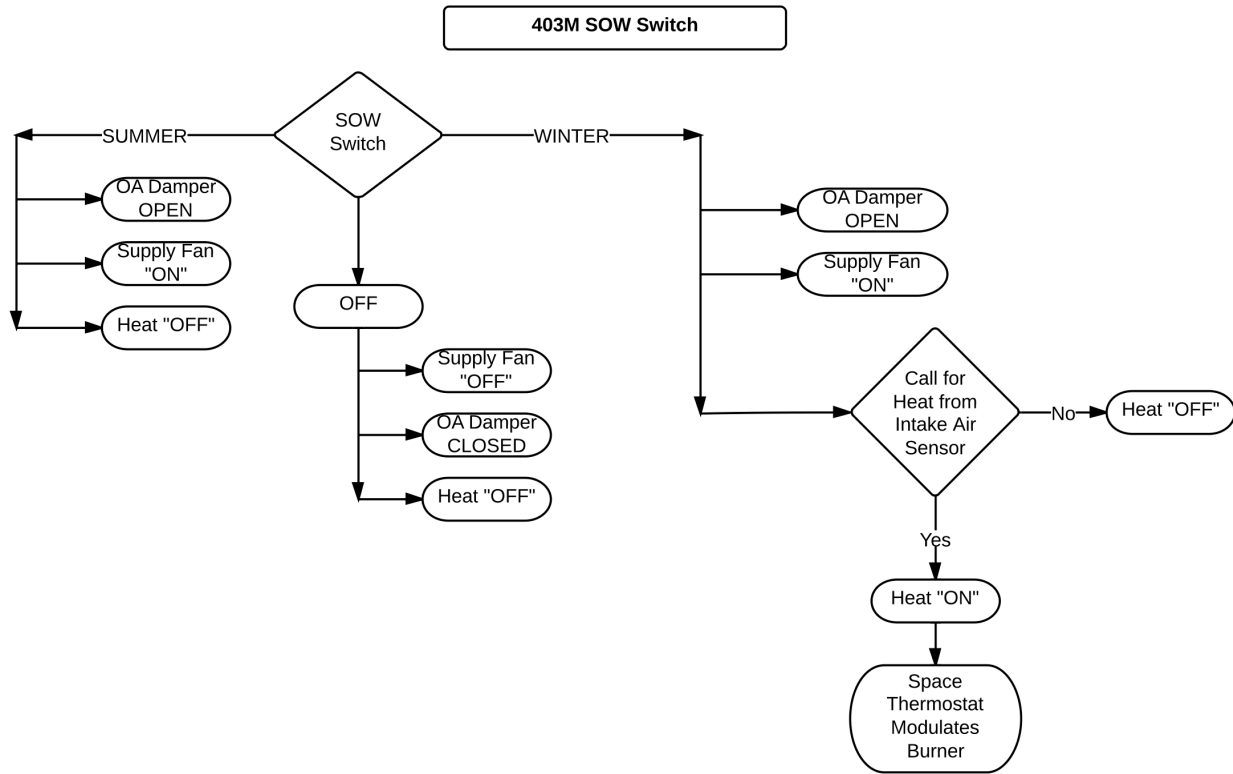 403M SOW Switch
SOW
Switch
SUMMER
WINTER
OA Damper
OPEN
Supply Fan
"ON"
Heat "OFF"
OFF
Supply Fan
"OFF"
OA Damper
CLOSED
Heat "OFF"
OA Damper
OPEN
Supply Fan
"ON"
Call for
Heat from
Intake Air
Sensor
No
Heat "OFF"
Yes
Heat "ON"
Space
Thermostat
Modulates
Burner